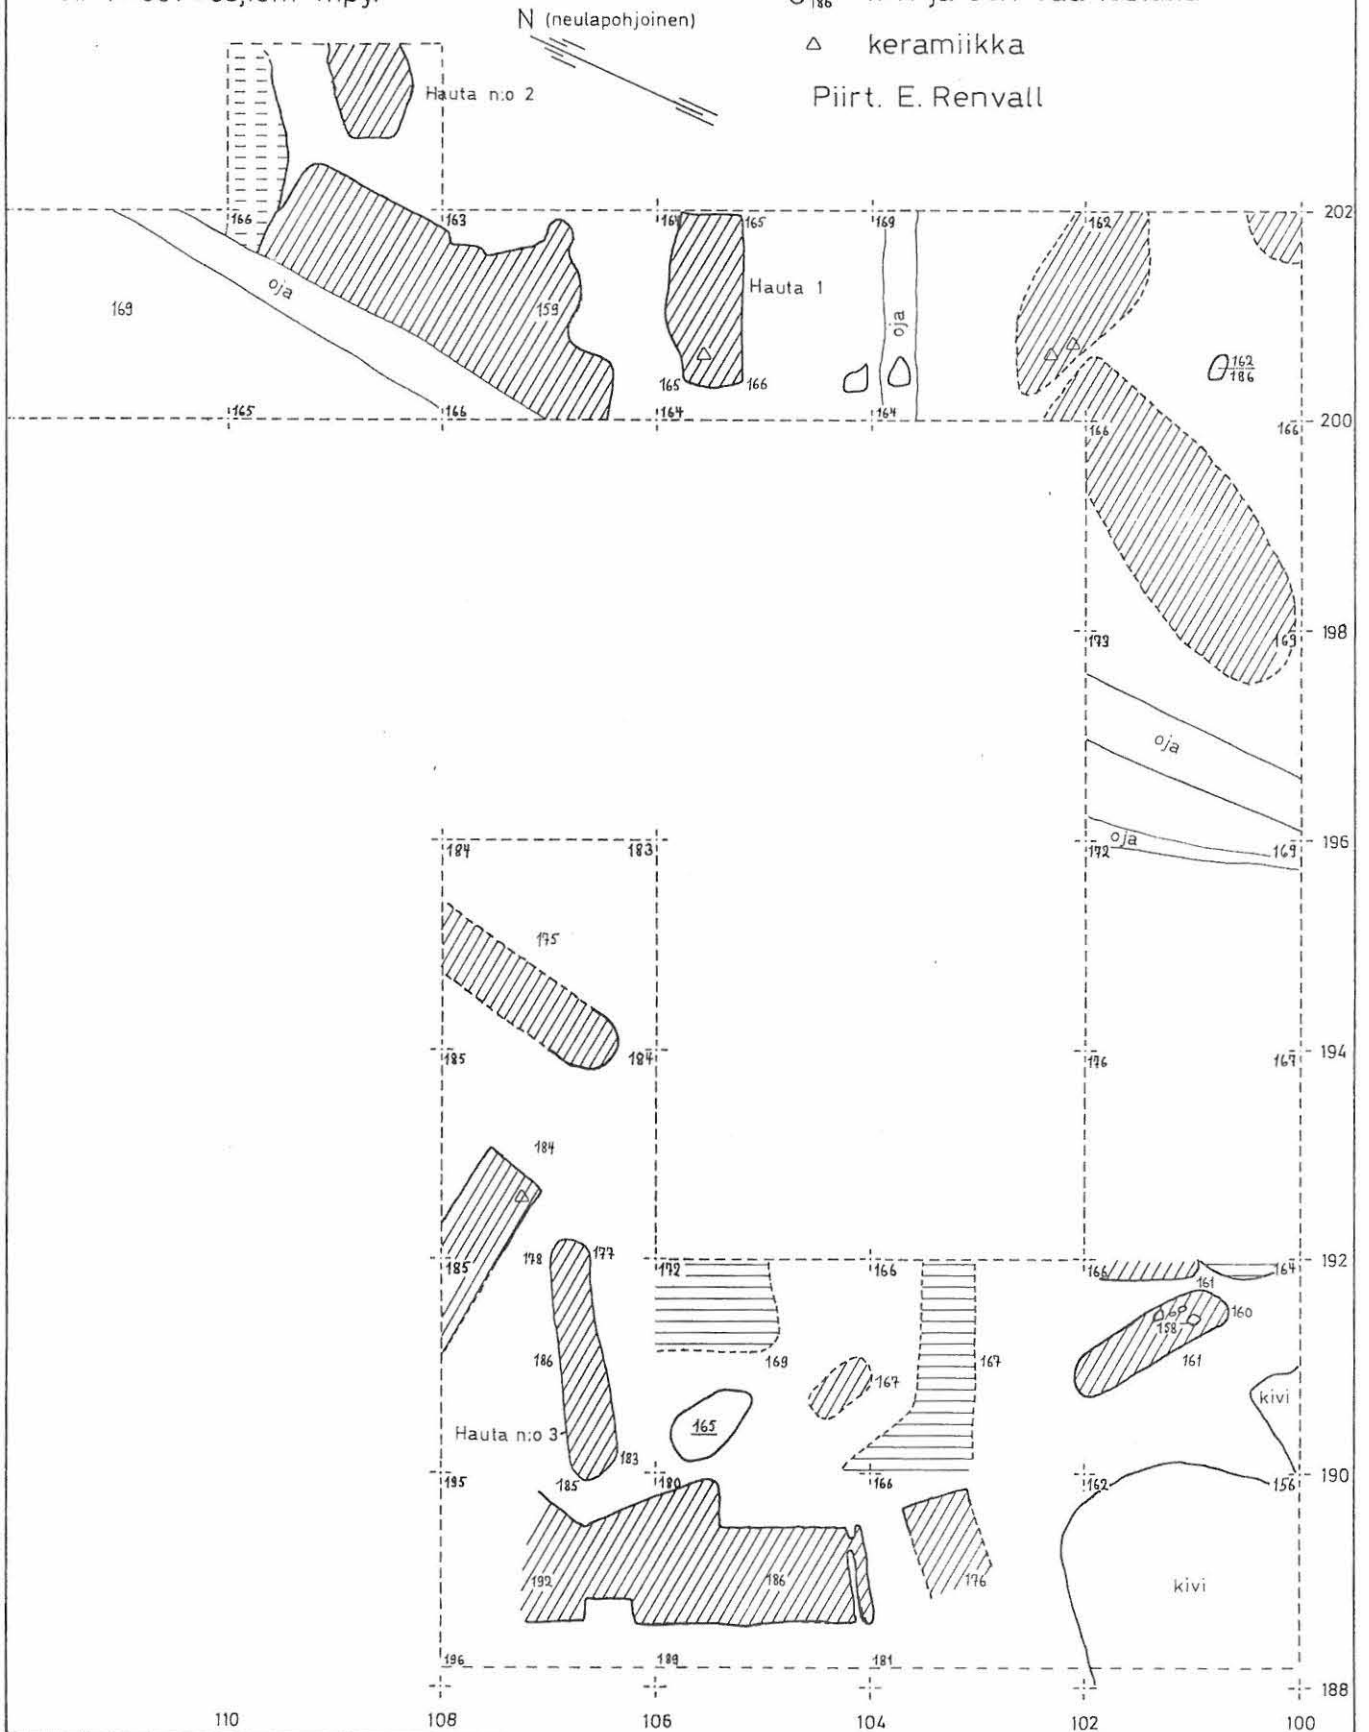 N (neulapohjoinen)
186
△ keramiikka
Piirt. E. Renvall
Hauta n:o 2
166 163 165 169 162 202
oja
169
159
Hauta 1
oja
162
186
165 166
165 166 164 164 166 166 200
173 169 198
oja
oja
184 183 172 169 196
175
185 184 176 167 194
184
185 178 177 172 166 166 164 192
161
160
158
186 169 167 167 161
kivi
Hauta n:o 3 165
183
195 185 180 166 162 156 190
192 186 176 kivi
196 189 181
188
110 108 106 104 102 100